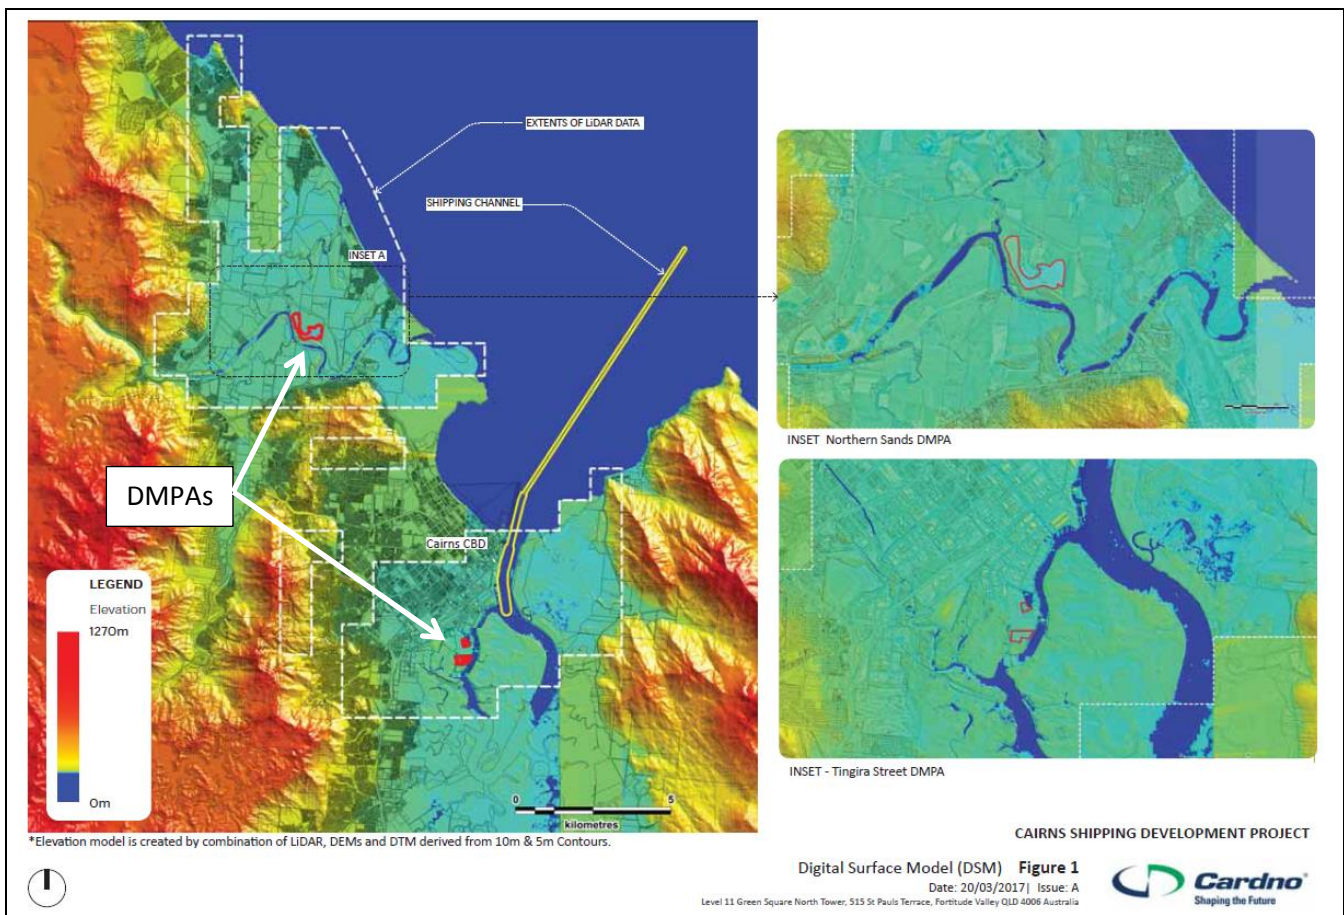 EXTENTS OF LiDAR DATA
SHIPPING CHANNEL
INSET A
DMPAs
Cairns CBD
LEGEND
Elevation
1270m
0m
0
5
kilometres
*Elevation model is created by combination of LiDAR, DEMs and DTM derived from 10m & 5m Contours.
INSET Northern Sands DMPA
INSET - Tingira Street DMPA
CAIRNS SHIPPING DEVELOPMENT PROJECT
Digital Surface Model (DSM) Figure 1
Date: 20/03/2017| Issue: A
Level 11 Green Square North Tower, 515 St Pauls Terrace, Fortitude Valley QLD 4006 Australia
Cardno®
Shaping the Future